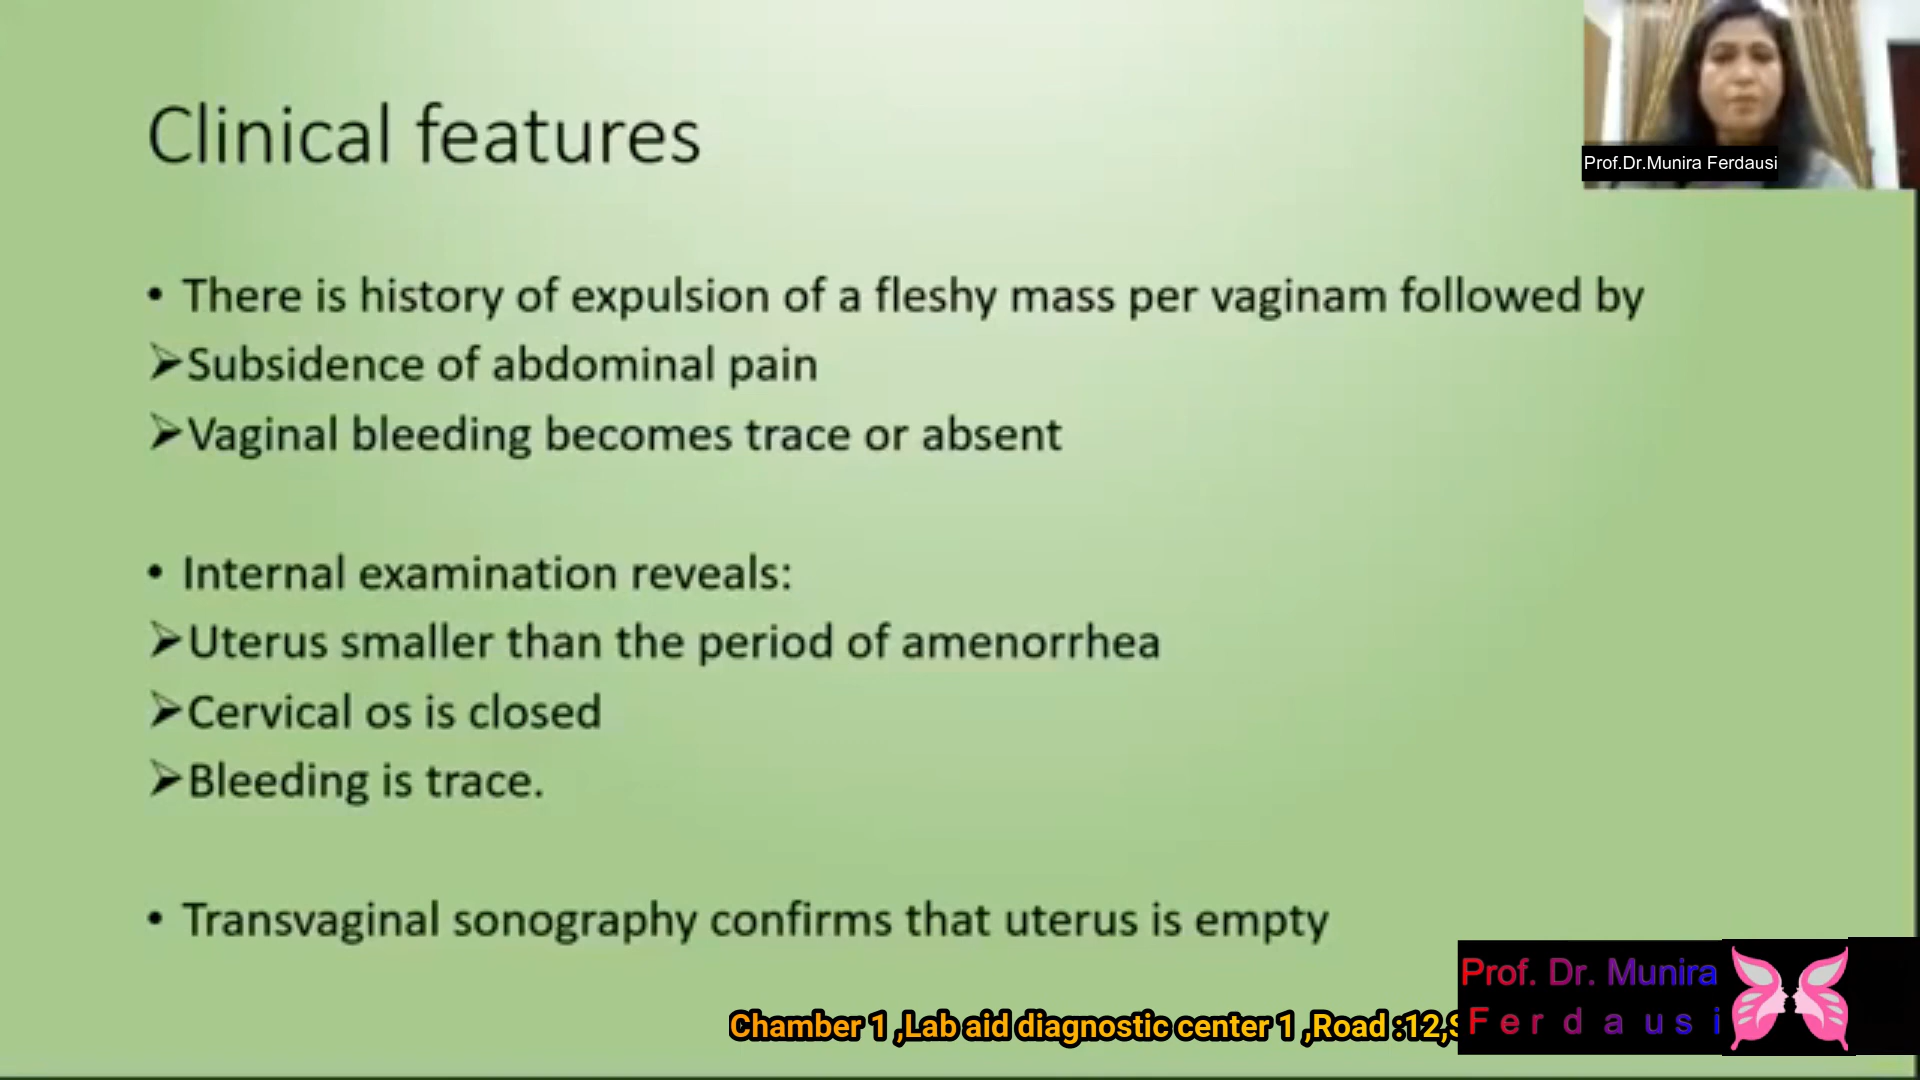 Clinical features
Prof.Dr.Munira Ferdausi
• There is history of expulsion of a fleshy mass per vaginam followed by
➢Subsidence of abdominal pain
➢Vaginal bleeding becomes trace or absent
• Internal examination reveals:
➢Uterus smaller than the period of amenorrhea
➢Cervical os is closed
➢Bleeding is trace.
• Transvaginal sonography confirms that uterus is empty
Prof. Dr. Munira
Ferdausi
Chamber 1 ,Lab aid diagnostic center 1 ,Road :12,